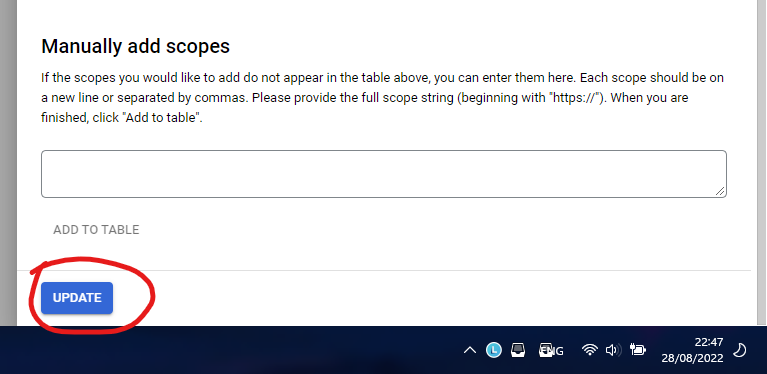 Manually add scopes
If the scopes you would like to add do not appear in the table above, you can enter them here. Each scope should be on
a new line or separated by commas. Please provide the full scope string (beginning with "https://"). When you are
finished, click "Add to table".
ADD TO TABLE
UPDATE
L
ENG
22:47
28/08/2022